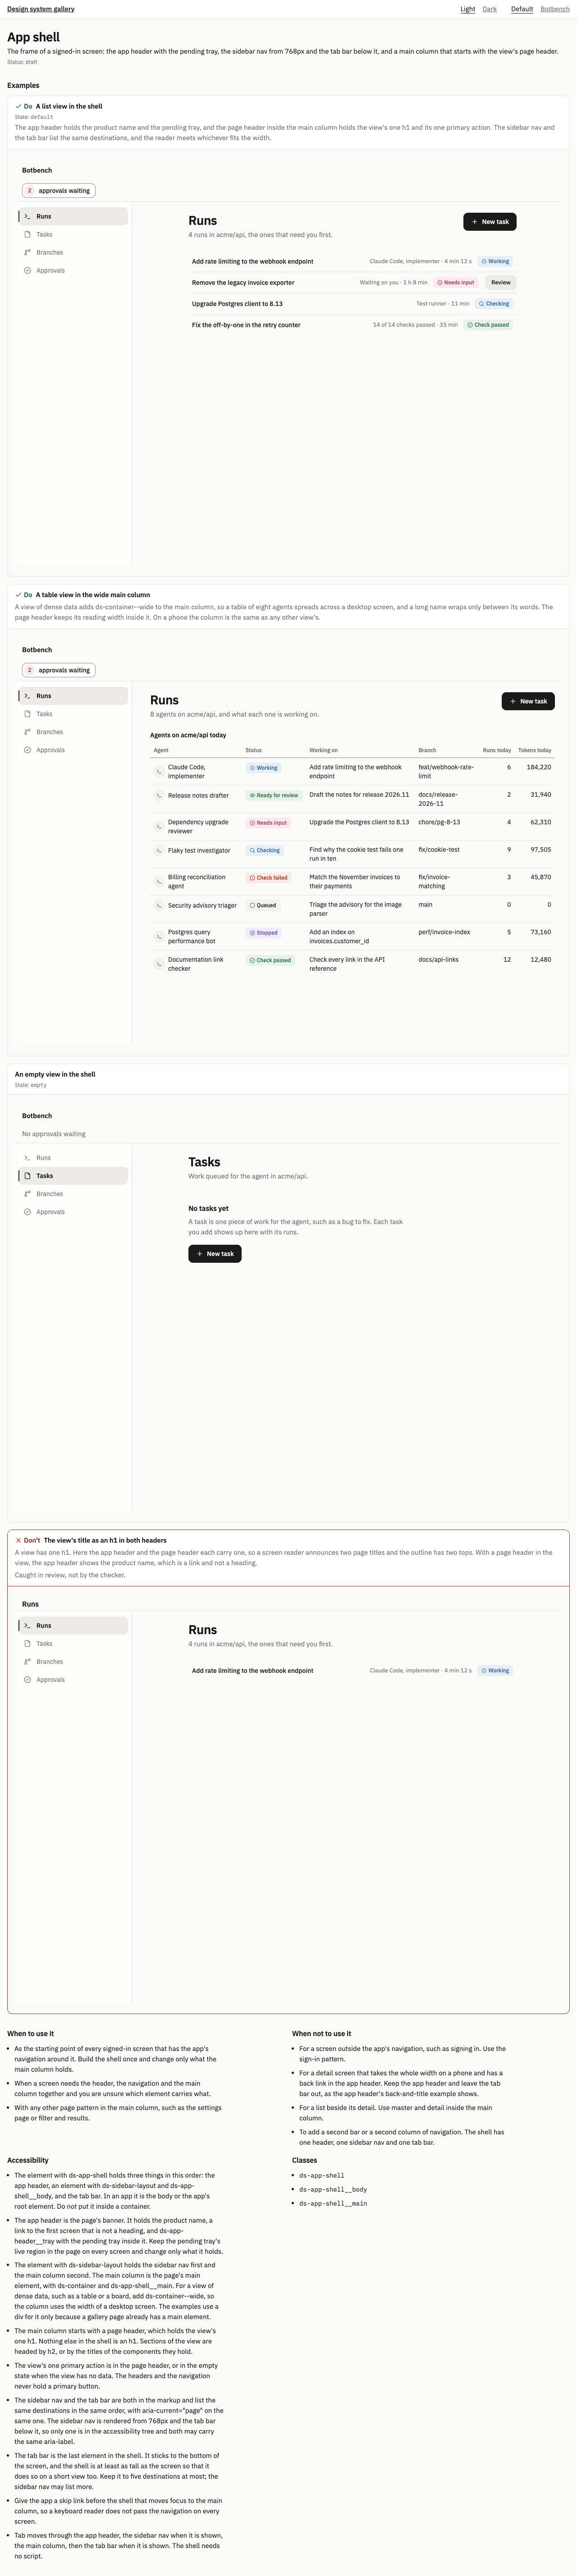 Design system gallery
Light Dark Default Botbench
App shell
The frame of a signed-in screen: the app header with the pending tray, the sidebar nav from 768px and the tab bar below it, and a main column that starts with the view's page header.
Status: draft
Examples
Do A list view in the shell
State: default
The app header holds the product name and the pending tray, and the page header inside the main column holds the view's one h1 and its one primary action. The sidebar nav and
the tab bar list the same destinations, and the reader meets whichever fits the width.
Botbench
2 approvals waiting
Runs
Tasks
Branches
Approvals
Runs
New task
4 runs in acme/api, the ones that need you first.
Add rate limiting to the webhook endpoint Claude Code, implementer · 4 min 12 s Working
Remove the legacy invoice exporter Waiting on you · 1 h 8 min Needs input Review
Upgrade Postgres client to 8.13 Test runner · 11 min Checking
Fix the off-by-one in the retry counter 14 of 14 checks passed · 35 min Check passed
Do A table view in the wide main column
A view of dense data adds ds-container--wide to the main column, so a table of eight agents spreads across a desktop screen, and a long name wraps only between its words. The
page header keeps its reading width inside it. On a phone the column is the same as any other view's.
Botbench
2 approvals waiting
Runs
Tasks
Branches
Approvals
Runs
New task
8 agents on acme/api, and what each one is working on.
Agents on acme/api today
Agent Status Working on Branch Runs today Tokens today
Claude Code, implementer Working Add rate limiting to the webhook endpoint feat/webhook-rate-limit 6 184,220
Release notes drafter Ready for review Draft the notes for release 2026.11 docs/release-2026-11 2 31,940
Dependency upgrade reviewer Needs input Upgrade the Postgres client to 8.13 chore/pg-8-13 4 62,310
Flaky test investigator Checking Find why the cookie test fails one run in ten fix/cookie-test 9 97,505
Billing reconciliation agent Check failed Match the November invoices to their payments fix/invoice-matching 3 45,870
Security advisory triager Queued Triage the advisory for the image parser main 0 0
Postgres query performance bot Stopped Add an index on invoices.customer_id perf/invoice-index 5 73,160
Documentation link checker Check passed Check every link in the API reference docs/api-links 12 12,480
An empty view in the shell
State: empty
Botbench
No approvals waiting
Runs
Tasks
Branches
Approvals
Tasks
Work queued for the agent in acme/api.
No tasks yet
A task is one piece of work for the agent, such as a bug to fix. Each task
you add shows up here with its runs.
New task
Don't The view's title as an h1 in both headers
A view has one h1. Here the app header and the page header each carry one, so a screen reader announces two page titles and the outline has two tops. With a page header in the
view, the app header shows the product name, which is a link and not a heading.
Caught in review, not by the checker.
Runs
Runs
Tasks
Branches
Approvals
Runs
4 runs in acme/api, the ones that need you first.
Add rate limiting to the webhook endpoint Claude Code, implementer · 4 min 12 s Working
When to use it
As the starting point of every signed-in screen that has the app's
navigation around it. Build the shell once and change only what the
main column holds.
When a screen needs the header, the navigation and the main
column together and you are unsure which element carries what.
With any other page pattern in the main column, such as the settings
page or filter and results.
When not to use it
For a screen outside the app's navigation, such as signing in. Use the
sign-in pattern.
For a detail screen that takes the whole width on a phone and has a
back link in the app header. Keep the app header and leave the tab
bar out, as the app header's back-and-title example shows.
For a list beside its detail. Use master and detail inside the main
column.
To add a second bar or a second column of navigation. The shell has
one header, one sidebar nav and one tab bar.
Accessibility
The element with ds-app-shell holds three things in this order: the
app header, an element with ds-sidebar-layout and ds-app-
shell__body, and the tab bar. In an app it is the body or the app's
root element. Do not put it inside a container.
The app header is the page's banner. It holds the product name, a
link to the first screen that is not a heading, and ds-app-
header__tray with the pending tray inside it. Keep the pending tray's
live region in the page on every screen and change only what it holds.
The element with ds-sidebar-layout holds the sidebar nav first and
the main column second. The main column is the page's main
element, with ds-container and ds-app-shell__main. For a view of
dense data, such as a table or a board, add ds-container--wide, so
the column uses the width of a desktop screen. The examples use a
div for it only because a gallery page already has a main element.
The main column starts with a page header, which holds the view's
one h1. Nothing else in the shell is an h1. Sections of the view are
headed by h2, or by the titles of the components they hold.
The view's one primary action is in the page header, or in the empty
state when the view has no data. The headers and the navigation
never hold a primary button.
The sidebar nav and the tab bar are both in the markup and list the
same destinations in the same order, with aria-current="page" on the
same one. The sidebar nav is rendered from 768px and the tab bar
below it, so only one is in the accessibility tree and both may carry
the same aria-label.
The tab bar is the last element in the shell. It sticks to the bottom of
the screen, and the shell is at least as tall as the screen so that it
does so on a short view too. Keep it to five destinations at most; the
sidebar nav may list more.
Give the app a skip link before the shell that moves focus to the main
column, so a keyboard reader does not pass the navigation on every
screen.
Tab moves through the app header, the sidebar nav when it is shown,
the main column, then the tab bar when it is shown. The shell needs
no script.
Classes
ds-app-shell
ds-app-shell__body
ds-app-shell__main